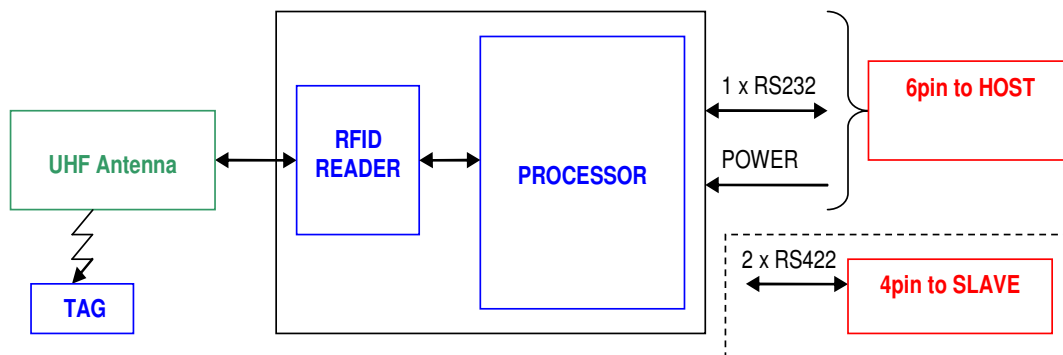 UHF Antenna
TAG
RFID
READER
PROCESSOR
1 x RS232
POWER
6pin to HOST
2 x RS422
4pin to SLAVE